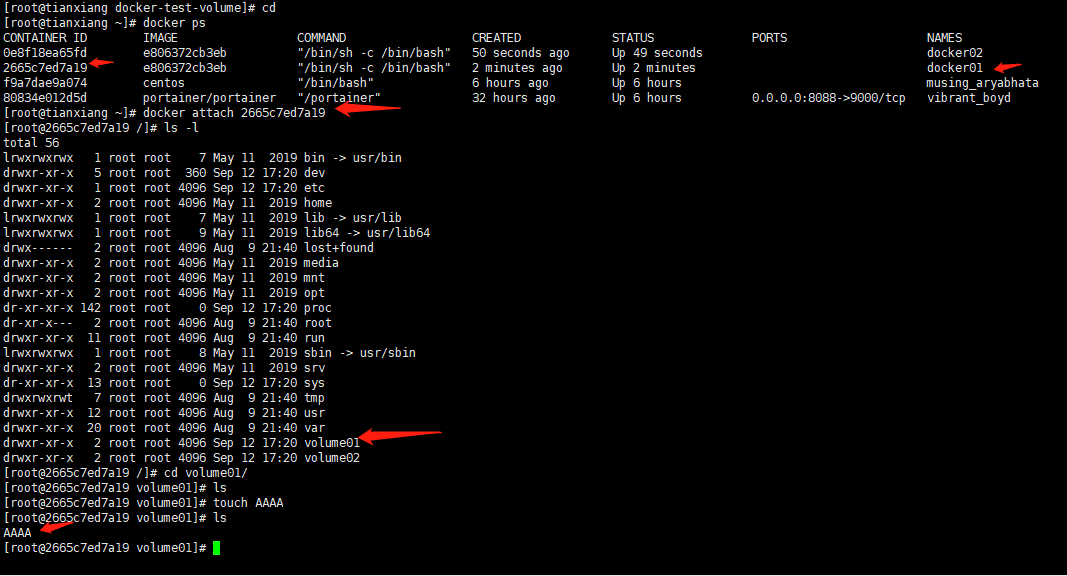 [root@tianxiang docker-test-volume]# cd
[root@tianxiang ~]# docker ps
CONTAINER ID        IMAGE                 COMMAND                  CREATED             STATUS              PORTS                    NAMES
0e8f18ea65fd        e806372cb3eb          "/bin/sh -c /bin/bash"   50 seconds ago      Up 49 seconds                                docker02
2665c7ed7a19        e806372cb3eb          "/bin/sh -c /bin/bash"   2 minutes ago       Up 2 minutes                                 docker01
f9a7dae9a074        centos                "/bin/bash"              6 hours ago         Up 6 hours                                   musing_aryabhata
80834e012d5d        portainer/portainer   "/portainer"             32 hours ago        Up 6 hours          0.0.0.0:8088->9000/tcp   vibrant_boyd
[root@tianxiang ~]# docker attach 2665c7ed7a19
[root@2665c7ed7a19 /]# ls -l
total 56
lrwxrwxrwx   1 root root    7 May 11  2019 bin -> usr/bin
drwxr-xr-x   5 root root  360 Sep 12 17:20 dev
drwxr-xr-x   1 root root 4096 Sep 12 17:20 etc
drwxr-xr-x   2 root root 4096 May 11  2019 home
lrwxrwxrwx   1 root root    7 May 11  2019 lib -> usr/lib
lrwxrwxrwx   1 root root    9 May 11  2019 lib64 -> usr/lib64
drwx------   2 root root 4096 Aug  9 21:40 lost+found
drwxr-xr-x   2 root root 4096 May 11  2019 media
drwxr-xr-x   2 root root 4096 May 11  2019 mnt
drwxr-xr-x   2 root root 4096 May 11  2019 opt
dr-xr-xr-x 142 root root    0 Sep 12 17:20 proc
dr-xr-x---   2 root root 4096 Aug  9 21:40 root
drwxr-xr-x  11 root root 4096 Aug  9 21:40 run
lrwxrwxrwx   1 root root    8 May 11  2019 sbin -> usr/sbin
drwxr-xr-x   2 root root 4096 May 11  2019 srv
dr-xr-xr-x  13 root root    0 Sep 12 17:20 sys
drwxrwxrwt   7 root root 4096 Aug  9 21:40 tmp
drwxr-xr-x  12 root root 4096 Aug  9 21:40 usr
drwxr-xr-x  20 root root 4096 Aug  9 21:40 var
drwxr-xr-x   2 root root 4096 Sep 12 17:20 volume01
drwxr-xr-x   2 root root 4096 Sep 12 17:20 volume02
[root@2665c7ed7a19 /]# cd volume01/
[root@2665c7ed7a19 volume01]# ls
[root@2665c7ed7a19 volume01]# touch AAAA
[root@2665c7ed7a19 volume01]# ls
AAAA
[root@2665c7ed7a19 volume01]#